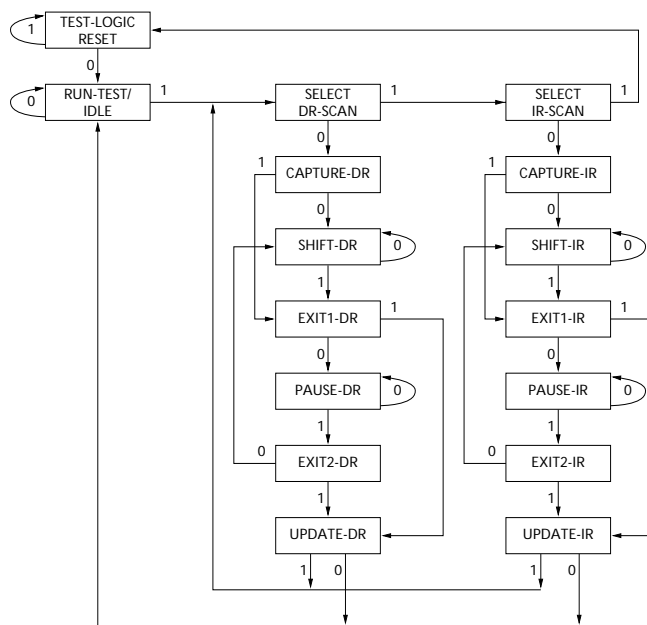 TEST-LOGIC
RESET
1
0
RUN-TEST/
IDLE
0
1
SELECT
DR-SCAN
1
SELECT
IR-SCAN
1
0
0
1
CAPTURE-DR
1
CAPTURE-IR
0
0
SHIFT-DR
0
SHIFT-IR
0
1
1
EXIT1-DR
1
EXIT1-IR
1
0
0
PAUSE-DR
0
PAUSE-IR
0
1
1
0
EXIT2-DR
0
EXIT2-IR
1
1
UPDATE-DR
UPDATE-IR
1
0
1
0